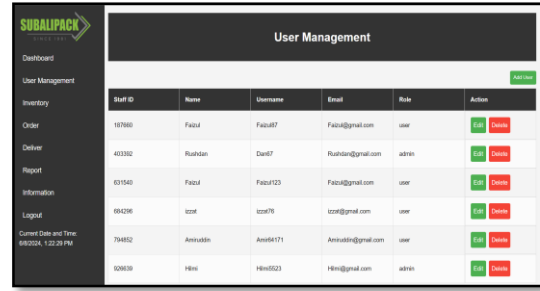 SUBALIPACK
User Management
Dashboard
User Management
Inventory
Order
Deliver
Report
Information
Logout
Current Date and Time:
6/8/2024, 1:22:29 PM
Add User
Staff ID Name Username Email Role Action
187660 Faizul Faizul87 Faizul@gmail.com user Edit Delete
403392 Rushdan Dan67 Rushdan@gmail.com admin Edit Delete
631540 Faizul Faizul123 Faizul@gmail.com user Edit Delete
684296 izzat izzat76 izzat@gmail.com user Edit Delete
794852 Amiruddin Amir64171 Amiruddin@gmail.com user Edit Delete
926639 Hilmi Hilmi5523 Hilmi@gmail.com admin Edit Delete